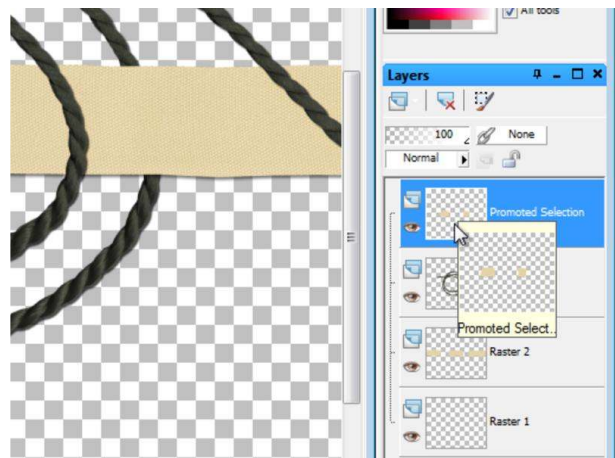 All tools
Layers
100
None
Normal
Promoted Selection
Promoted Select...
Raster 2
Raster 1